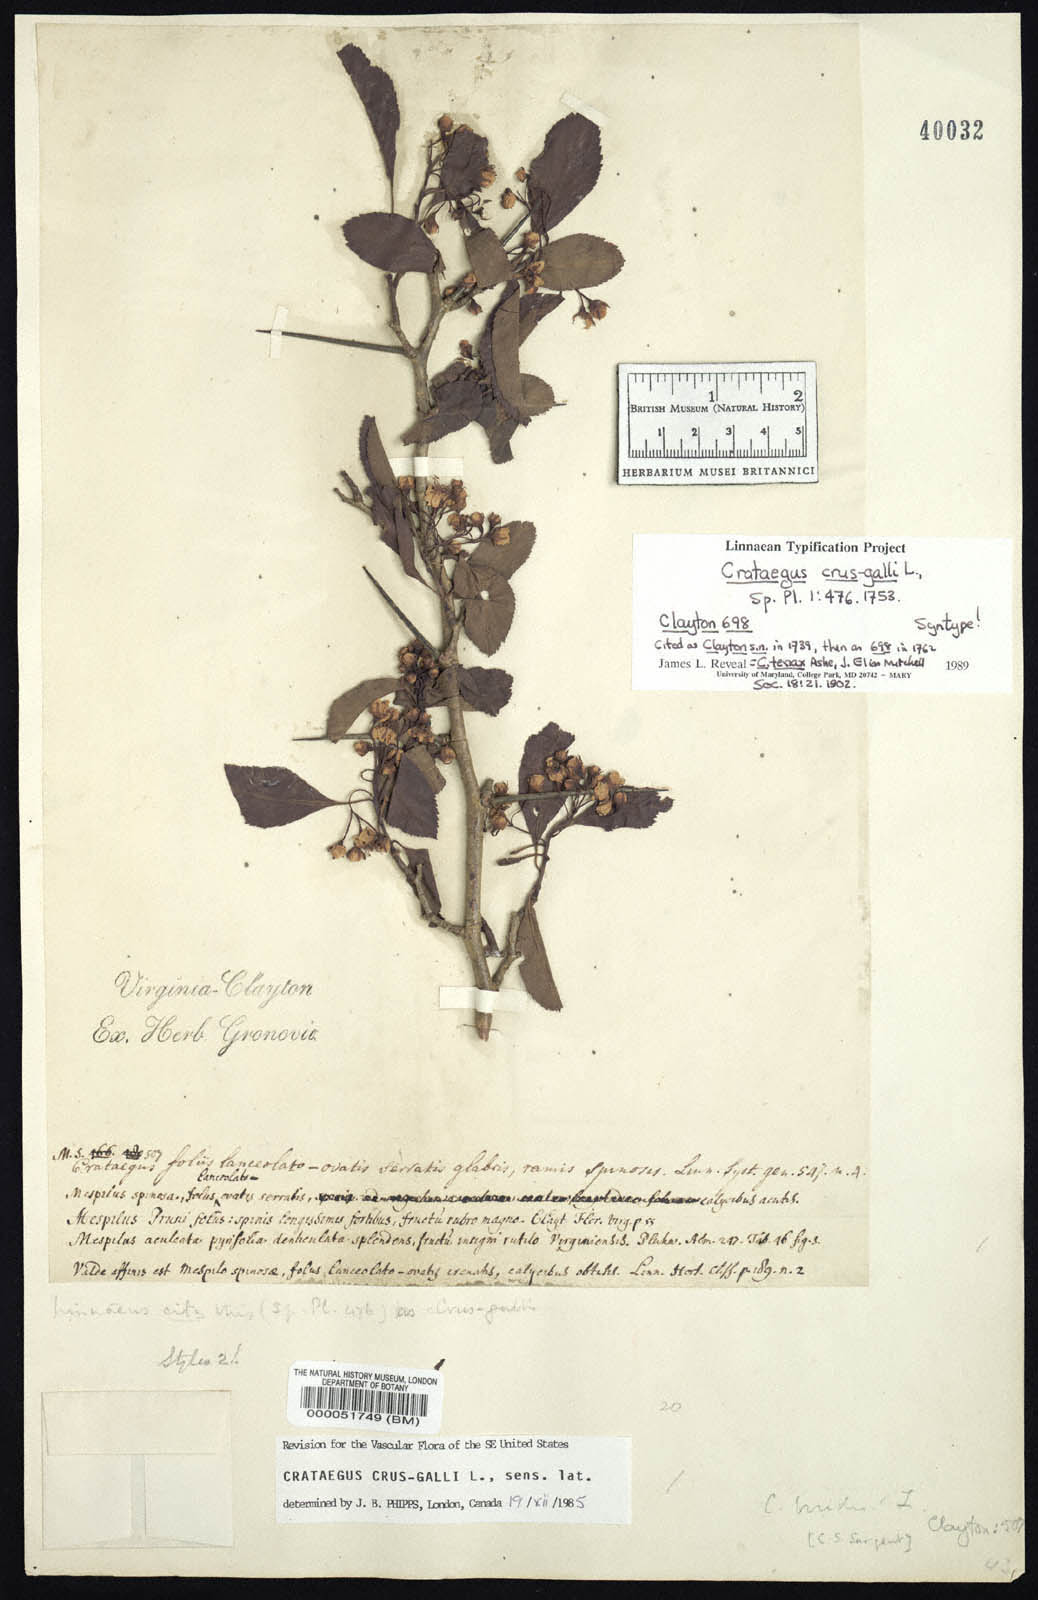 40032
1 2
BRITISH MUSEUM (NATURAL HISTORY)
1 2 3 4 5
HERBARIUM MUSEI BRITANNICI
Linnaean Typification Project
Crataegus crus-galli L.,
Sp. Pl. 1: 476. 1753.
Clayton 698 Syntype!
Cited as Clayton s.n. in 1739, then as 698 in 1762
James L. Reveal = C. tenax Ashe, J. Elisa Mitchell 1989
University of Maryland, College Park, MD 20742 – MARY
Soc. 18: 21. 1902.
Virginia-Clayton
Ex. Herb. Gronovic
M.S. 166. 507
Crataegus foliis lanceolato-ovatis serratis glabris, ramis spinosis. Linn. Syst. gen. 547. n. 4.
lanceolato-
Mespilus spinosa, foliis ovatis serratis, calycibus acutis.
Mespilus Pruni foliis: spinis longissimis fortibus, fructu rubro magno. Clayt. Flor. Virg. p. 55
Mespilus aculeata pyrifolia denticulata splendens, fructu insigni rutilo Virginiensis. Plukn. Alm. 247. Tab. 46 fig. 3.
Valde affinis est Mespilo spinosae, foliis lanceolato-ovatis crenatis, calycibus obtusis. Linn. Hort. Cliff. p. 189. n. 2
Linnaeus cites this (Sp. Pl. 476) as Crus-galli
Styles 2!
THE NATURAL HISTORY MUSEUM, LONDON
DEPARTMENT OF BOTANY
000051749 (BM)
20
Revision for the Vascular Flora of the SE United States
CRATAEGUS CRUS-GALLI L., sens. lat.
determined by J. B. PHIPPS, London, Canada 19/xii/1985
C. L.
[C. S. Sargent]
Clayton: 507
43